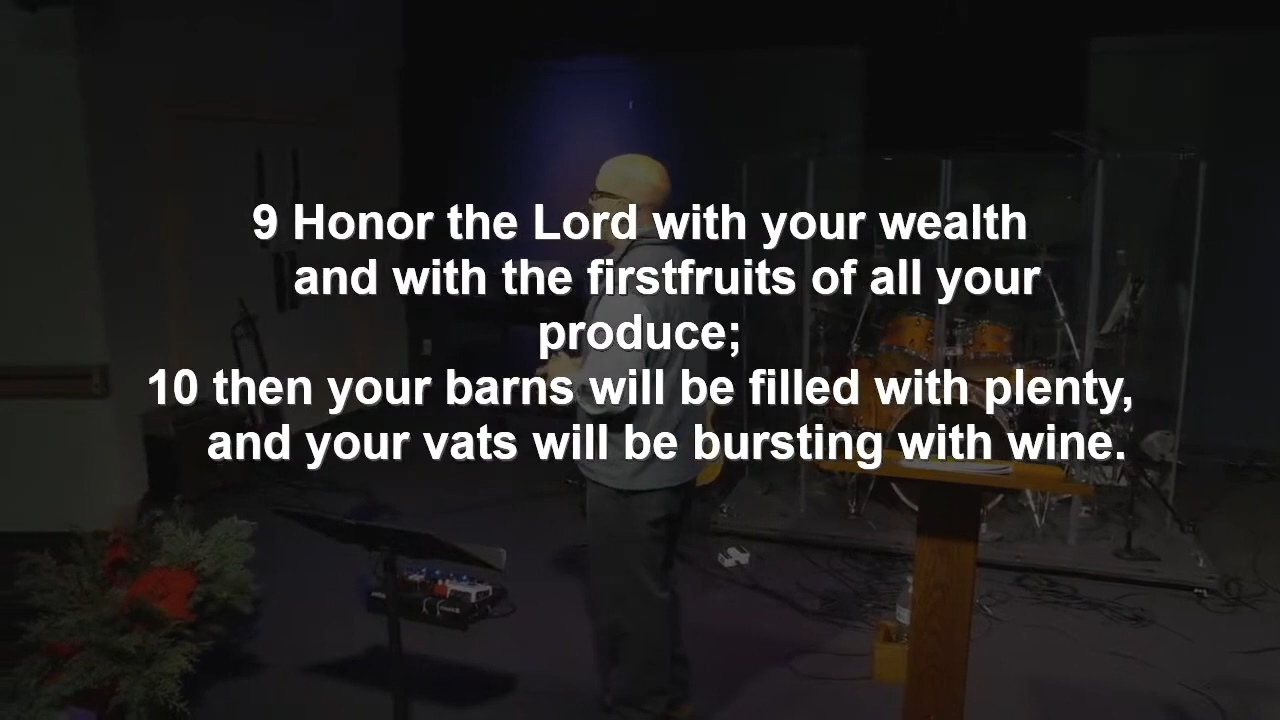 9 Honor the Lord with your wealth
and with the firstfruits of all your
produce;
10 then your barns will be filled with plenty,
and your vats will be bursting with wine.